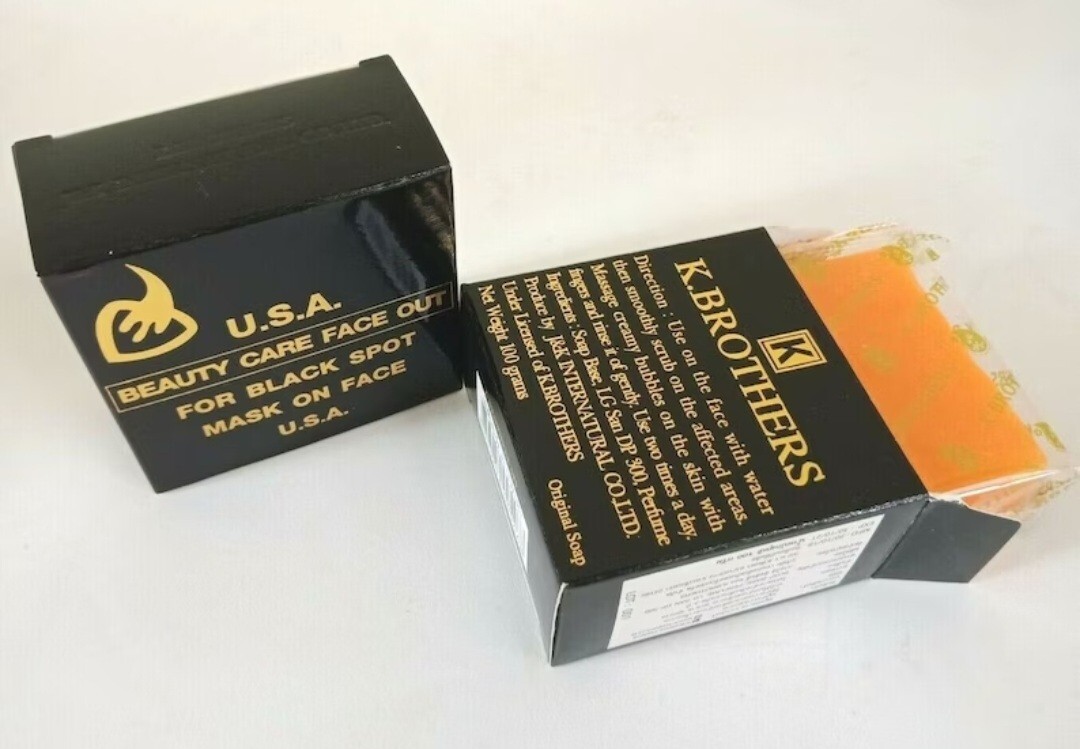 U.S.A.
BEAUTY CARE FACE OUT
FOR BLACK SPOT
MASK ON FACE
U.S.A.
K
K.BROTHERS
Direction : Use on the face with water
then smoothly scrub on the affected areas.
Massage creamy bubbles on the skin with
fingers and rinse it of gently. Use two times a day.
Ingredients : Soap Base, LG San DP 300, Perfume
Produce by J&K INTERNATURAL CO.LTD.
Under Licensed of K.BROTHERS
Net Weight 100 grams
Original Soap